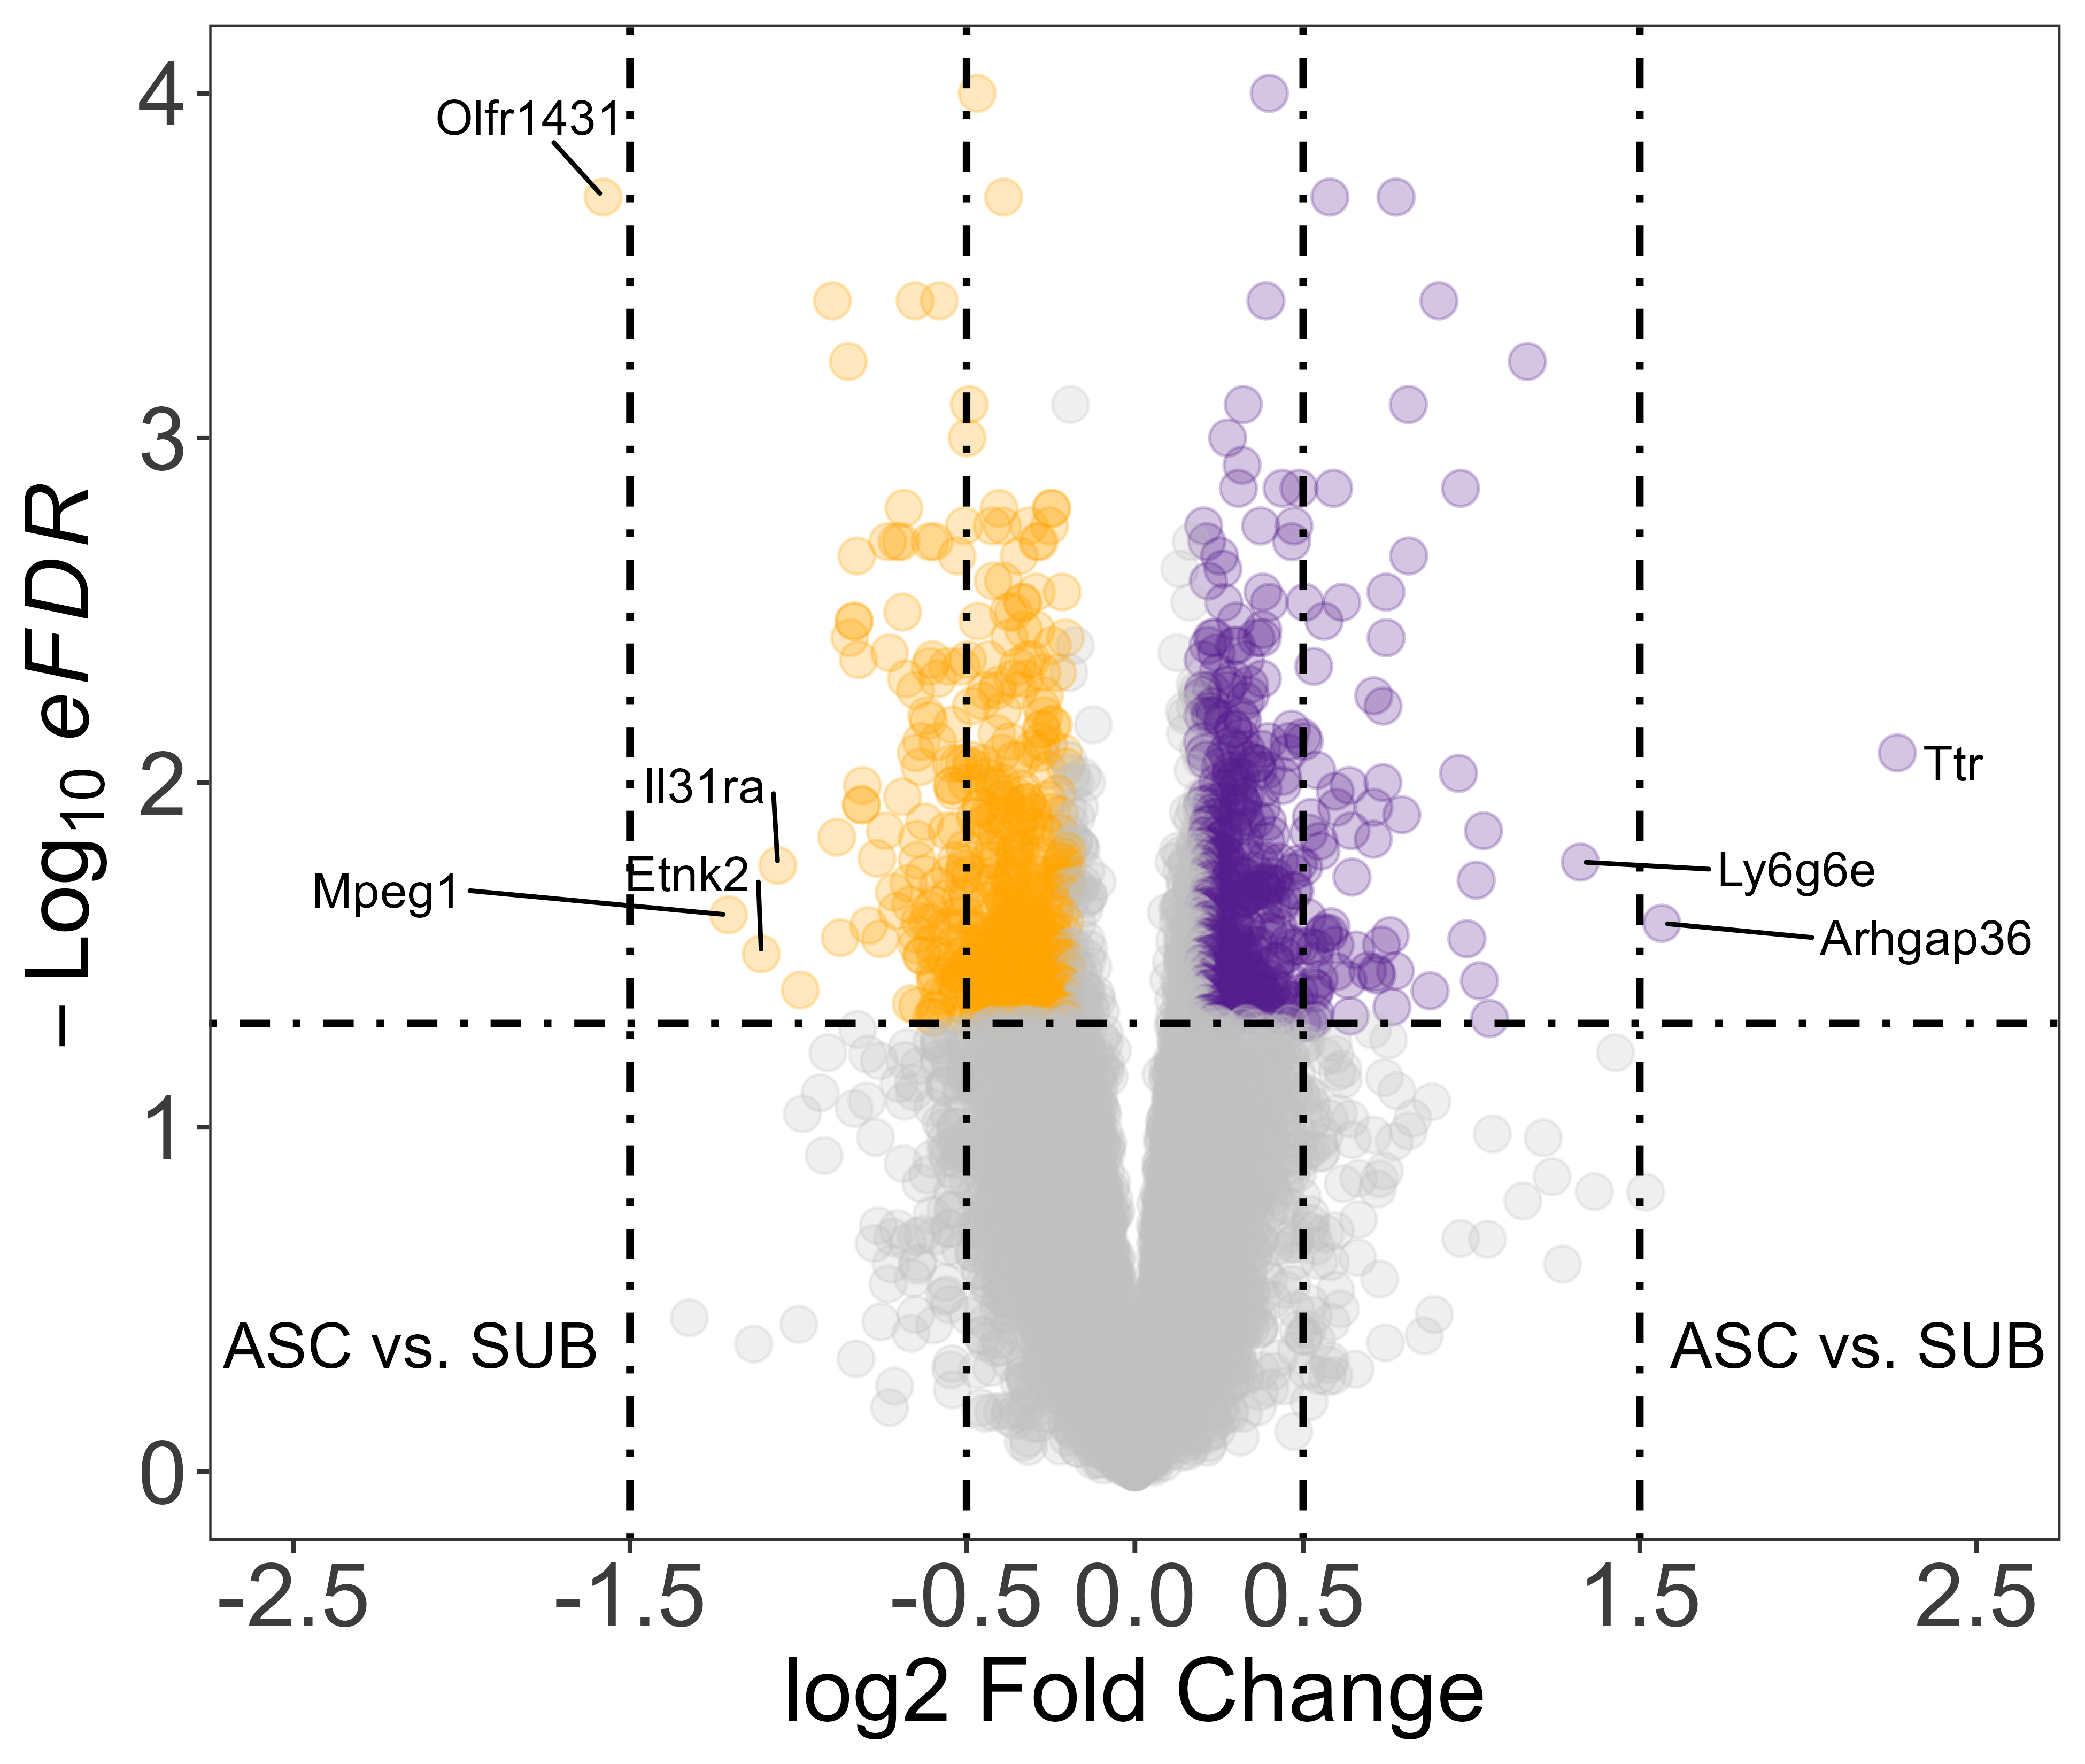 4
Olfr1431
3
2
Ttr
Il31ra
Etnk2
Ly6g6e
Mpeg1
Arhgap36
− Log10 eFDR
1
ASC vs. SUB
ASC vs. SUB
0
-2.5 -1.5 -0.5 0.0 0.5 1.5 2.5
log2 Fold Change